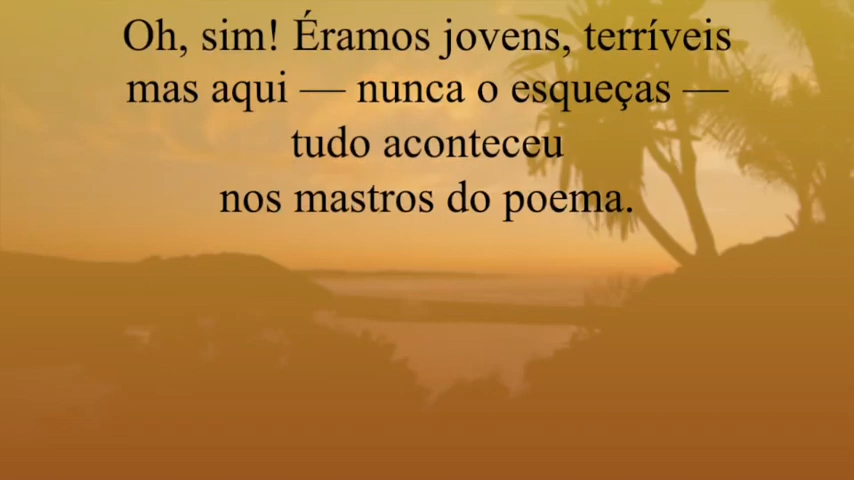 Oh, sim! Éramos jovens, terríveis
mas aqui — nunca o esqueças —
tudo aconteceu
nos mastros do poema.